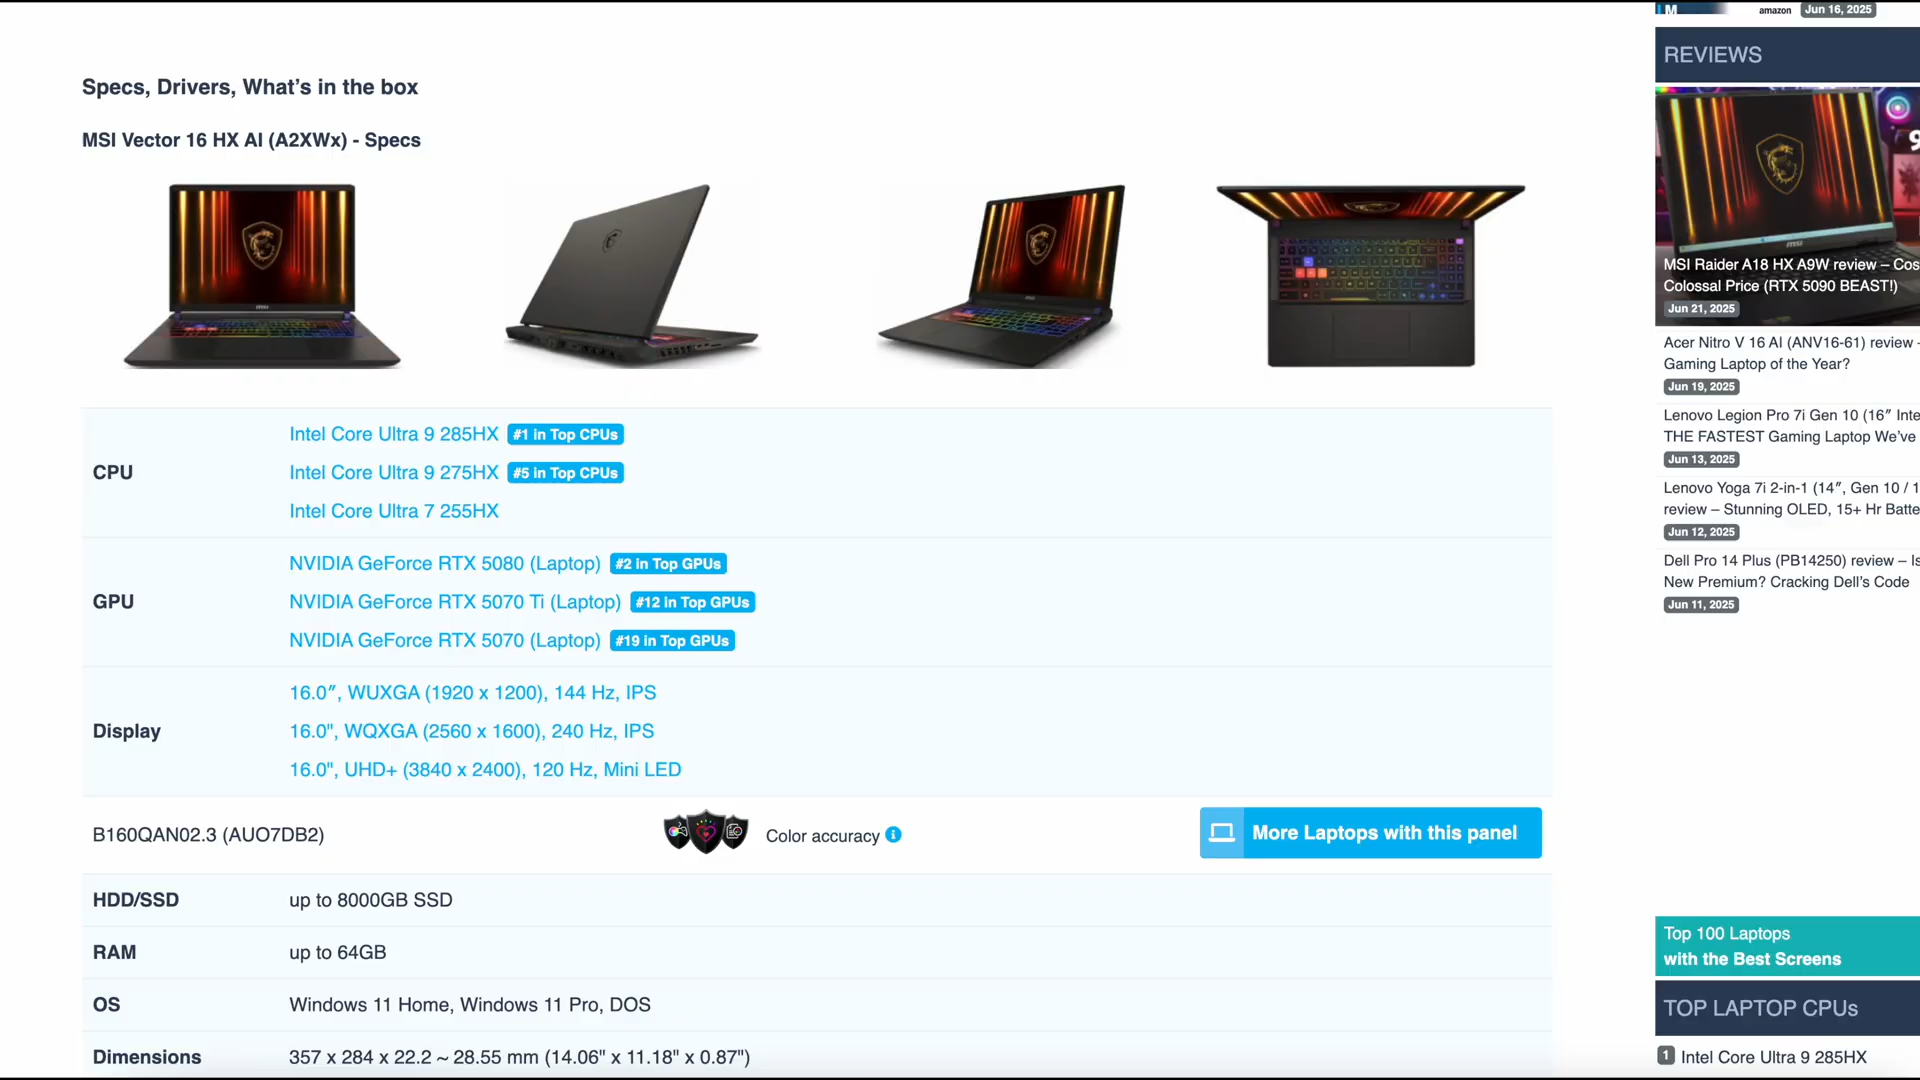 amazon Jun 16, 2025
Specs, Drivers, What's in the box
MSI Vector 16 HX AI (A2XWx) - Specs
CPU
Intel Core Ultra 9 285HX #1 in Top CPUs
Intel Core Ultra 9 275HX #5 in Top CPUs
Intel Core Ultra 7 255HX
GPU
NVIDIA GeForce RTX 5080 (Laptop) #2 in Top GPUs
NVIDIA GeForce RTX 5070 Ti (Laptop) #12 in Top GPUs
NVIDIA GeForce RTX 5070 (Laptop) #19 in Top GPUs
Display
16.0″, WUXGA (1920 x 1200), 144 Hz, IPS
16.0", WQXGA (2560 x 1600), 240 Hz, IPS
16.0", UHD+ (3840 x 2400), 120 Hz, Mini LED
B160QAN02.3 (AUO7DB2) Color accuracy More Laptops with this panel
HDD/SSD up to 8000GB SSD
RAM up to 64GB
OS Windows 11 Home, Windows 11 Pro, DOS
Dimensions 357 x 284 x 22.2 ~ 28.55 mm (14.06" x 11.18" x 0.87")
REVIEWS
MSI Raider A18 HX A9W review – Cos
Colossal Price (RTX 5090 BEAST!)
Jun 21, 2025
Acer Nitro V 16 AI (ANV16-61) review -
Gaming Laptop of the Year?
Jun 19, 2025
Lenovo Legion Pro 7i Gen 10 (16″ Inte
THE FASTEST Gaming Laptop We've
Jun 13, 2025
Lenovo Yoga 7i 2-in-1 (14″, Gen 10 / 1
review – Stunning OLED, 15+ Hr Batte
Jun 12, 2025
Dell Pro 14 Plus (PB14250) review – Is
New Premium? Cracking Dell's Code
Jun 11, 2025
Top 100 Laptops
with the Best Screens
TOP LAPTOP CPUs
1 Intel Core Ultra 9 285HX